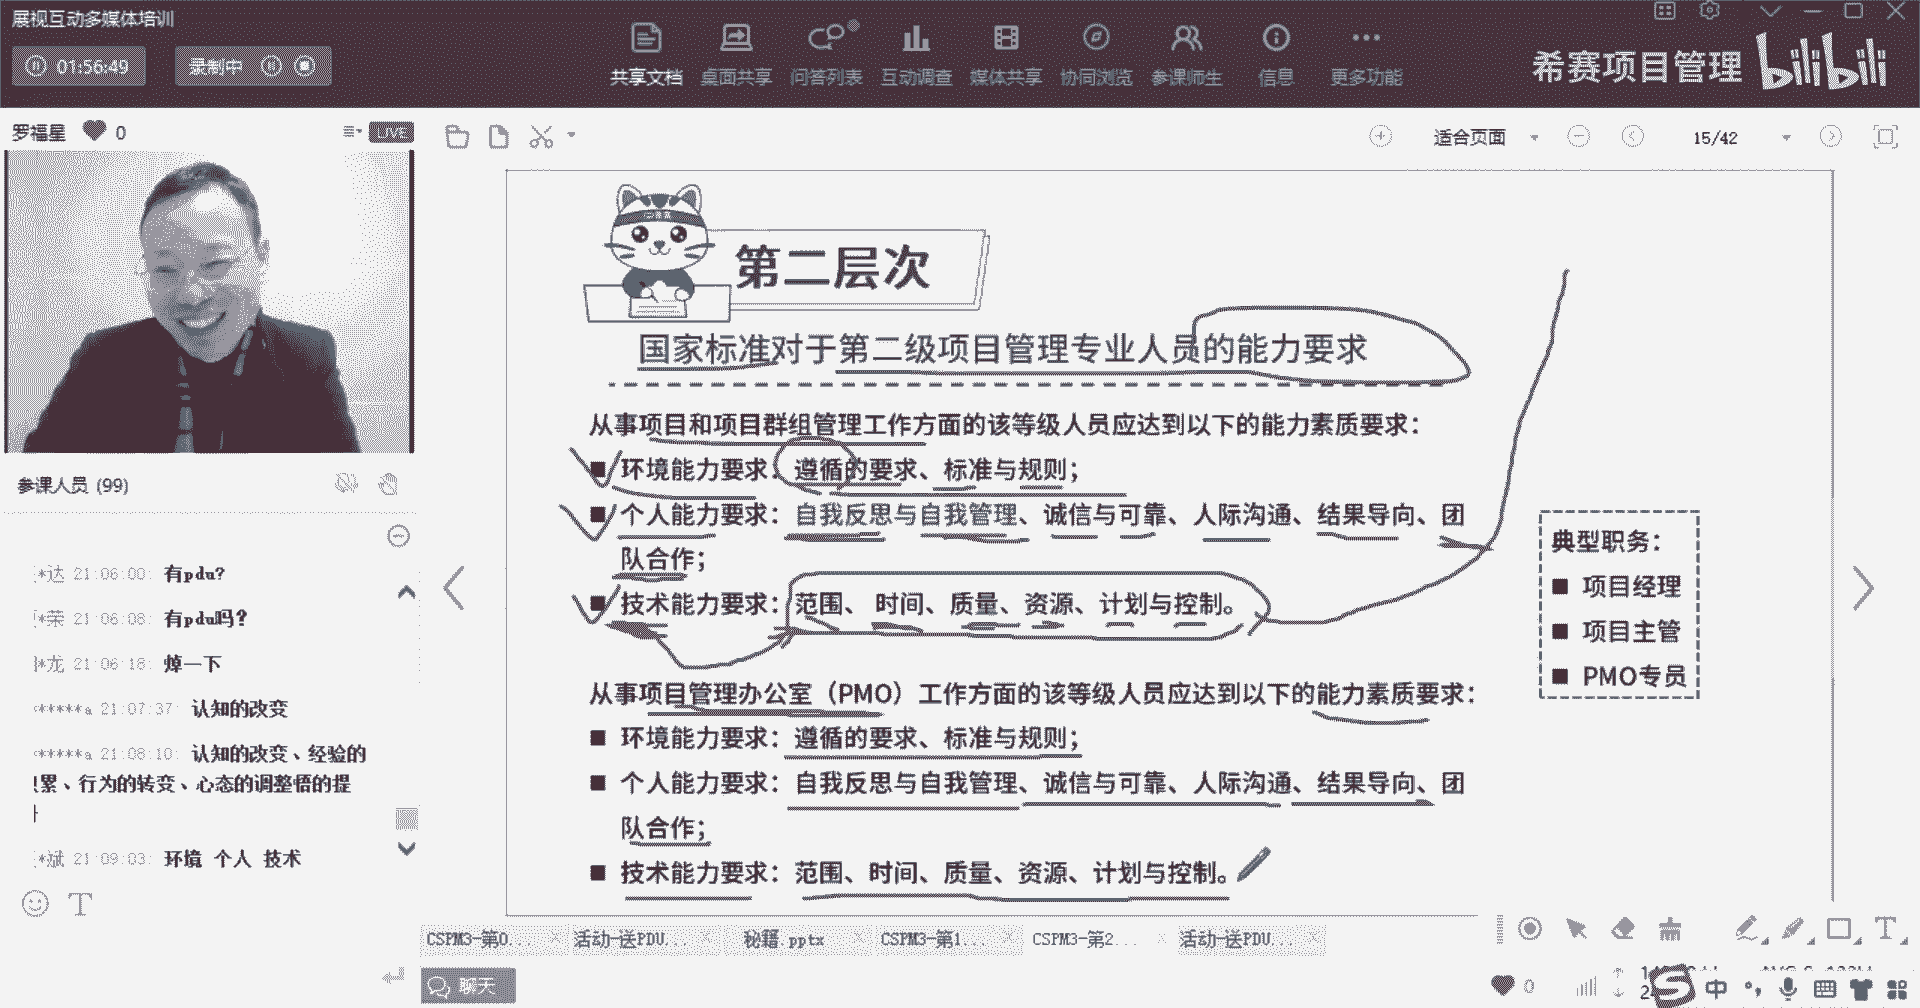 展视互动多媒体培训
01:56:49
录制中
共享文档 桌面共享 问答列表 互动调查 媒体共享 协同浏览 参课师生 信息 更多功能
希赛项目管理 bilibili
罗福星 0
LIVE
适合页面 15/42
第二层次
国家标准对于第二级项目管理专业人员的能力要求
从事项目和项目群组管理工作方面的该等级人员应达到以下的能力素质要求：
■ 环境能力要求：遵循的要求、标准与规则；
■ 个人能力要求：自我反思与自我管理、诚信与可靠、人际沟通、结果导向、团
队合作；
■ 技术能力要求：范围、时间、质量、资源、计划与控制。
从事项目管理办公室（PMO）工作方面的该等级人员应达到以下的能力素质要求：
■ 环境能力要求：遵循的要求、标准与规则；
■ 个人能力要求：自我反思与自我管理、诚信与可靠、人际沟通、结果导向、团
队合作；
■ 技术能力要求：范围、时间、质量、资源、计划与控制。
典型职务：
■ 项目经理
■ 项目主管
■ PMO专员
参课人员 (99)
*达 21:06:00: 有pdu?
*荣 21:06:08: 有pdu吗?
*龙 21:06:18: 焯一下
*****a 21:07:37: 认知的改变
*****a 21:08:10: 认知的改变、经验的
累、行为的转变、心态的调整悟的提
*斌 21:09:03: 环境 个人 技术
CSPM3-第0... 活动-送PDU... 秘籍.pptx CSPM3-第1... CSPM3-第2... 活动-送PDU...
聊天
0
中